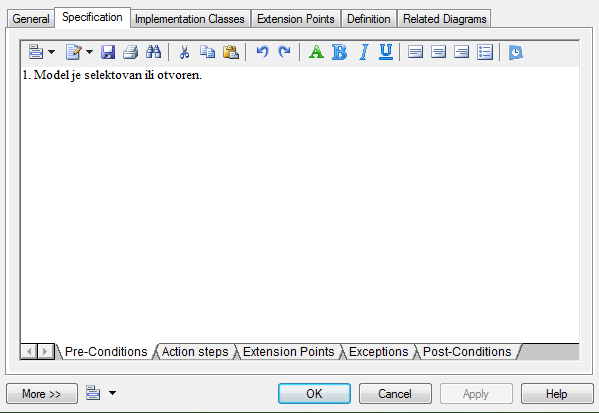 General Specification Implementation Classes Extension Points Definition Related Diagrams
A B I U
1. Model je selektovan ili otvoren.
Pre-Conditions Action steps Extension Points Exceptions Post-Conditions
More >> OK Cancel Apply Help